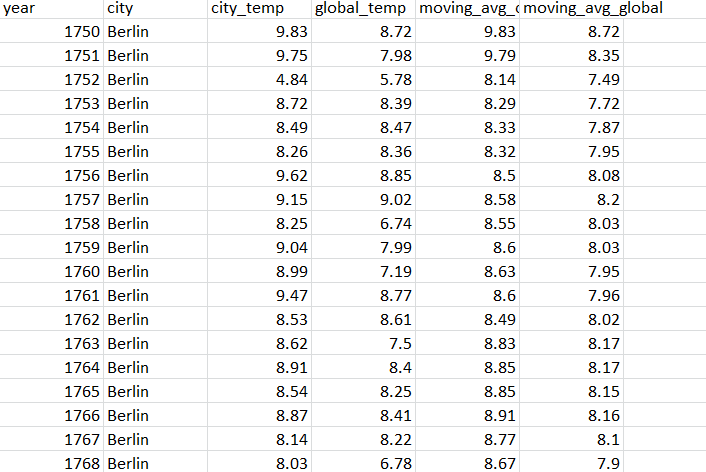 year city city_temp global_temp moving_avg_c moving_avg_global
1750 Berlin 9.83 8.72 9.83 8.72
1751 Berlin 9.75 7.98 9.79 8.35
1752 Berlin 4.84 5.78 8.14 7.49
1753 Berlin 8.72 8.39 8.29 7.72
1754 Berlin 8.49 8.47 8.33 7.87
1755 Berlin 8.26 8.36 8.32 7.95
1756 Berlin 9.62 8.85 8.5 8.08
1757 Berlin 9.15 9.02 8.58 8.2
1758 Berlin 8.25 6.74 8.55 8.03
1759 Berlin 9.04 7.99 8.6 8.03
1760 Berlin 8.99 7.19 8.63 7.95
1761 Berlin 9.47 8.77 8.6 7.96
1762 Berlin 8.53 8.61 8.49 8.02
1763 Berlin 8.62 7.5 8.83 8.17
1764 Berlin 8.91 8.4 8.85 8.17
1765 Berlin 8.54 8.25 8.85 8.15
1766 Berlin 8.87 8.41 8.91 8.16
1767 Berlin 8.14 8.22 8.77 8.1
1768 Berlin 8.03 6.78 8.67 7.9